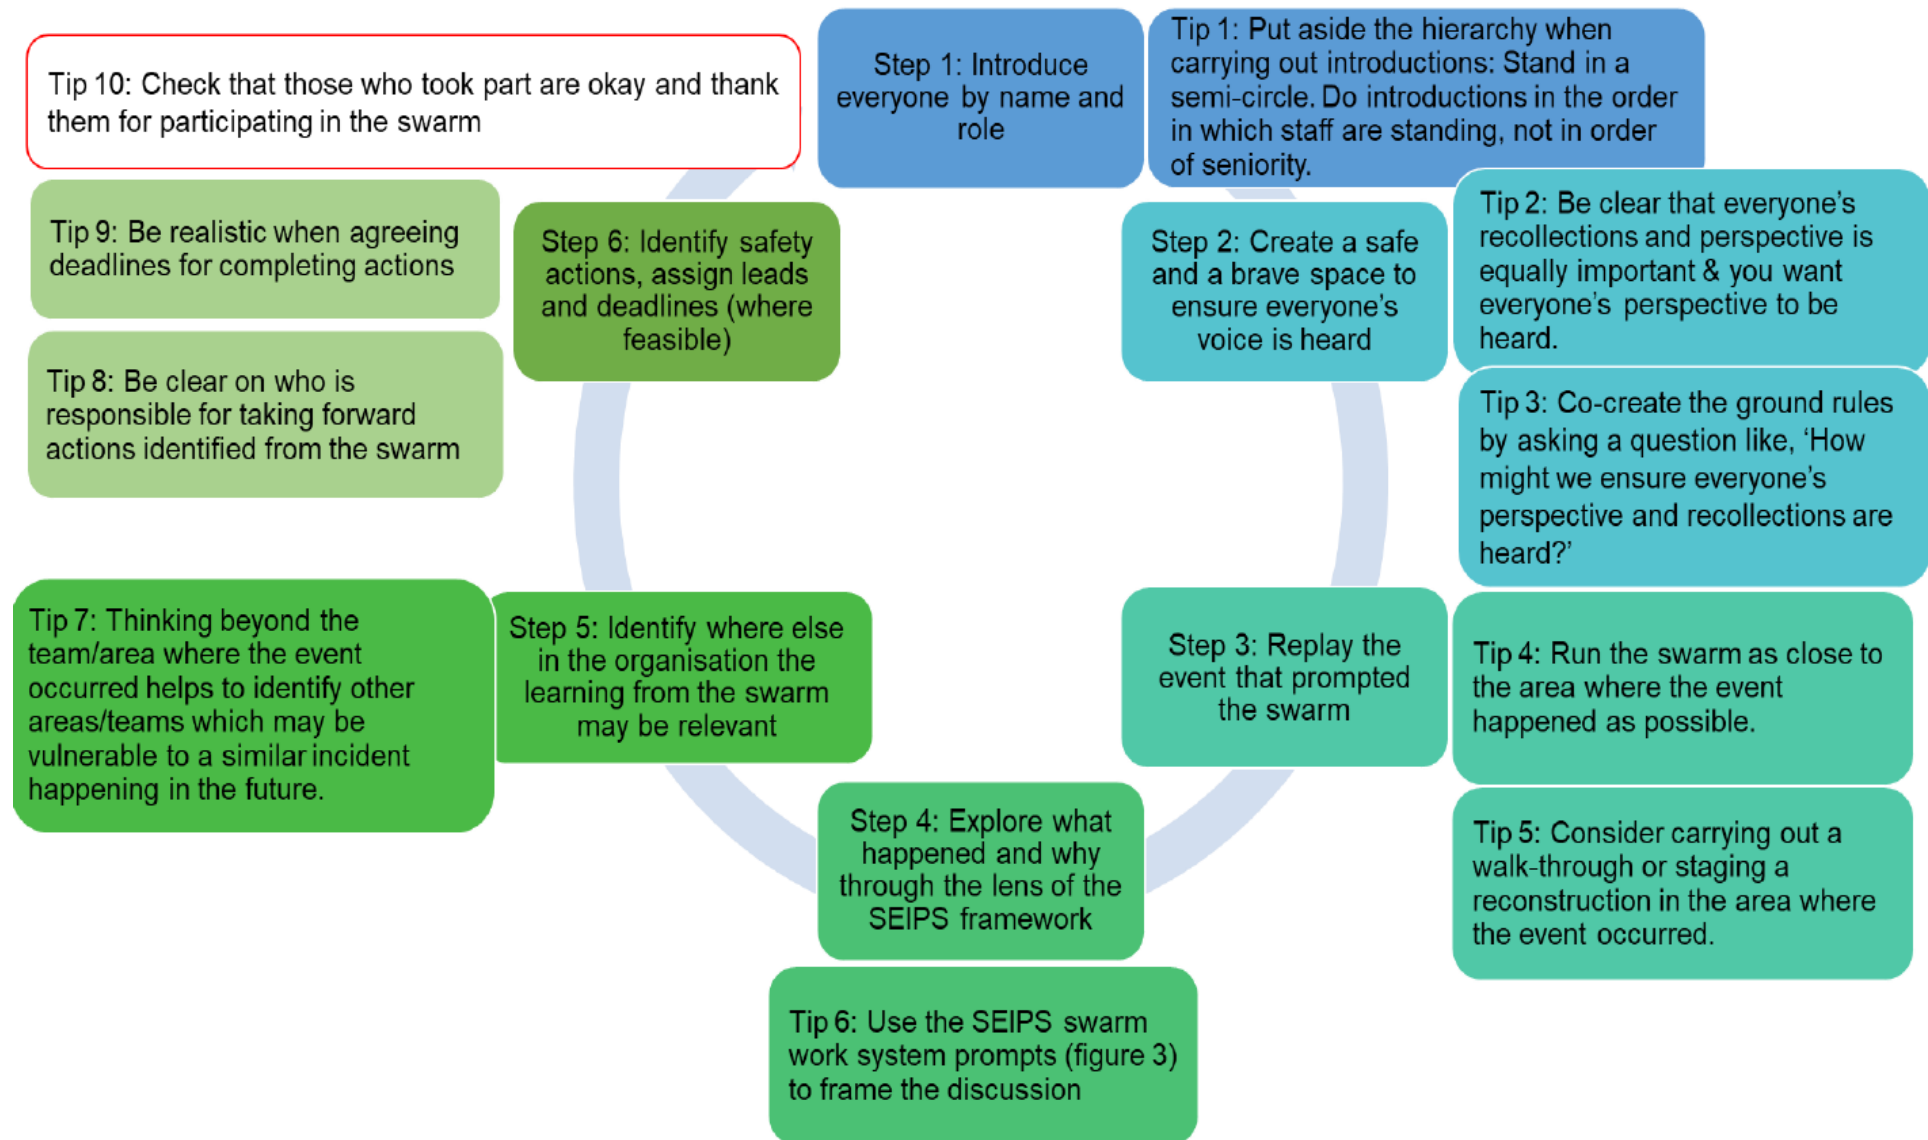 Step 1: Introduce
everyone by name and
role
Tip 1: Put aside the hierarchy when
carrying out introductions: Stand in a
semi-circle. Do introductions in the order
in which staff are standing, not in order
of seniority.
Step 2: Create a safe
and a brave space to
ensure everyone’s
voice is heard
Tip 2: Be clear that everyone’s
recollections and perspective is
equally important & you want
everyone’s perspective to be
heard.
Tip 3: Co-create the ground rules
by asking a question like, ‘How
might we ensure everyone’s
perspective and recollections are
heard?’
Step 3: Replay the
event that prompted
the swarm
Tip 4: Run the swarm as close to
the area where the event
happened as possible.
Tip 5: Consider carrying out a
walk-through or staging a
reconstruction in the area where
the event occurred.
Step 4: Explore what
happened and why
through the lens of the
SEIPS framework
Tip 6: Use the SEIPS swarm
work system prompts (figure 3)
to frame the discussion
Step 5: Identify where else
in the organisation the
learning from the swarm
may be relevant
Tip 7: Thinking beyond the
team/area where the event
occurred helps to identify other
areas/teams which may be
vulnerable to a similar incident
happening in the future.
Step 6: Identify safety
actions, assign leads
and deadlines (where
feasible)
Tip 8: Be clear on who is
responsible for taking forward
actions identified from the swarm
Tip 9: Be realistic when agreeing
deadlines for completing actions
Tip 10: Check that those who took part are okay and thank
them for participating in the swarm